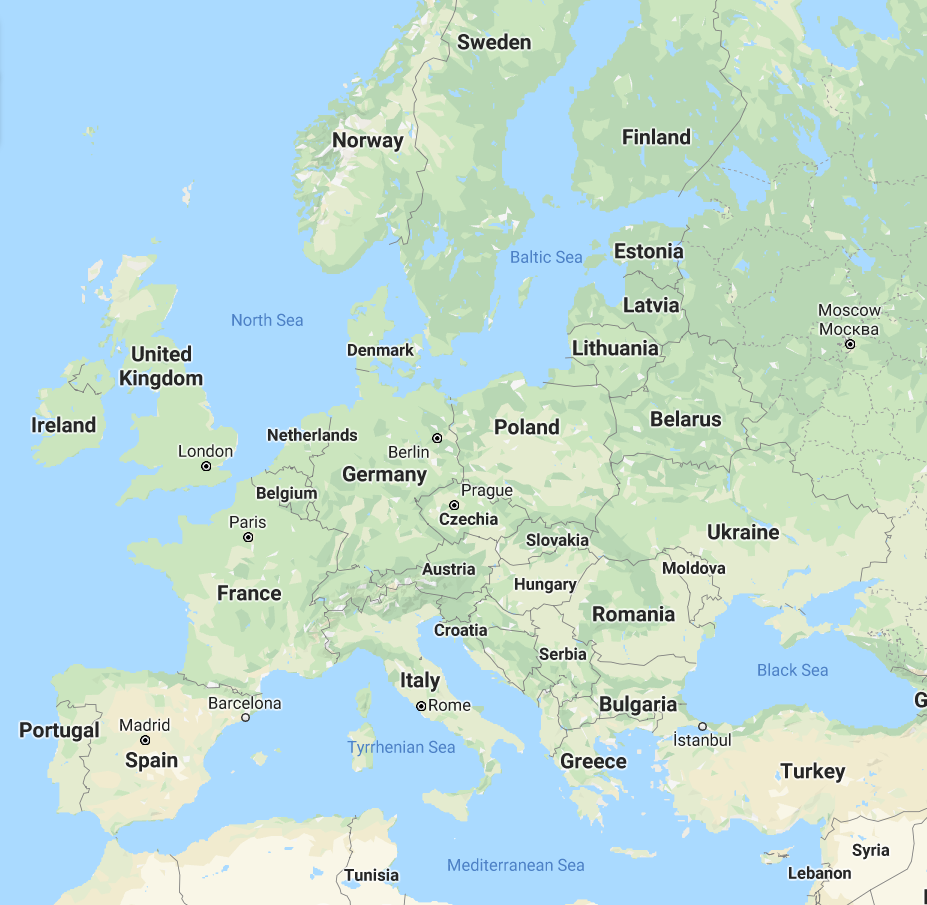 Sweden
Norway
Finland
Baltic Sea
Estonia
North Sea
Latvia
Moscow
Москва
Denmark
Lithuania
United
Kingdom
Ireland
Belarus
Netherlands
Poland
London
Berlin
Germany
Belgium
Prague
Czechia
Paris
Ukraine
Slovakia
Austria
Moldova
Hungary
France
Romania
Croatia
Serbia
Black Sea
Italy
Barcelona
Rome
Bulgaria
G
Portugal
Madrid
İstanbul
Tyrrhenian Sea
Spain
Greece
Turkey
Syria
Mediterranean Sea
Tunisia
Lebanon